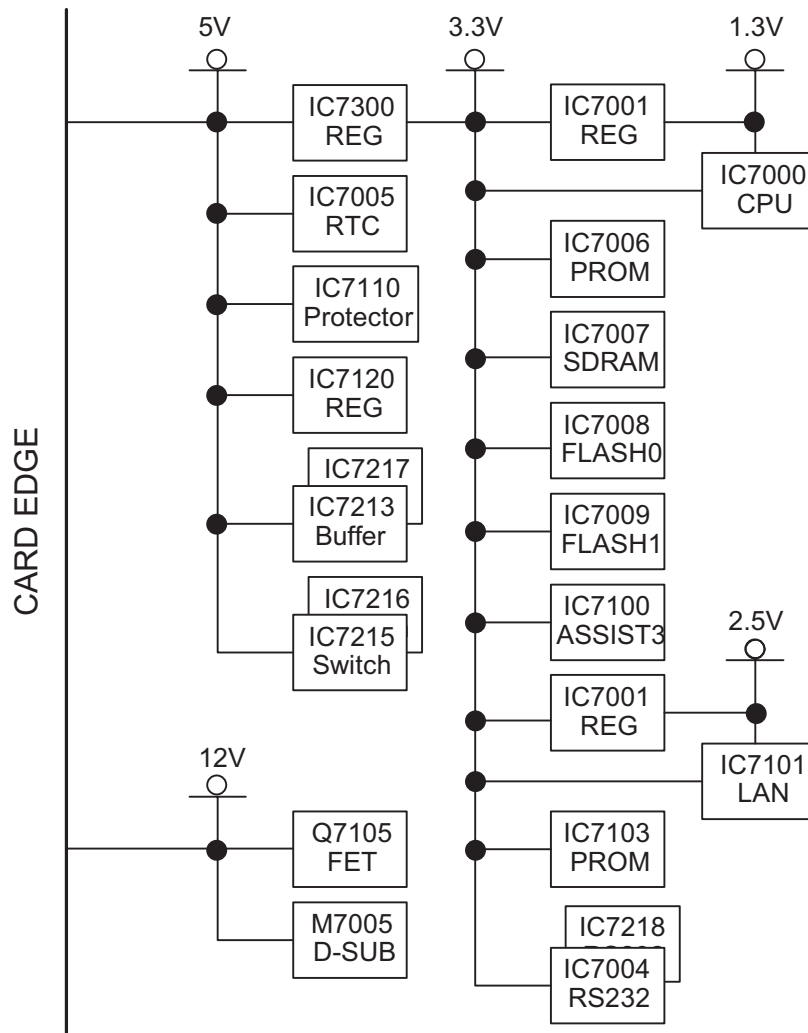 5V
3.3V
1.3V
IC7300
REG
IC7001
REG
IC7000
CPU
IC7005
RTC
IC7006
PROM
IC7110
Protector
IC7007
SDRAM
IC7120
REG
IC7008
FLASH0
IC7217
IC7213
Buffer
IC7009
FLASH1
IC7216
IC7215
Switch
IC7100
ASSIST3
2.5V
IC7001
REG
IC7101
LAN
CARD EDGE
12V
Q7105
FET
IC7103
PROM
M7005
D-SUB
IC7218
IC7004
RS232